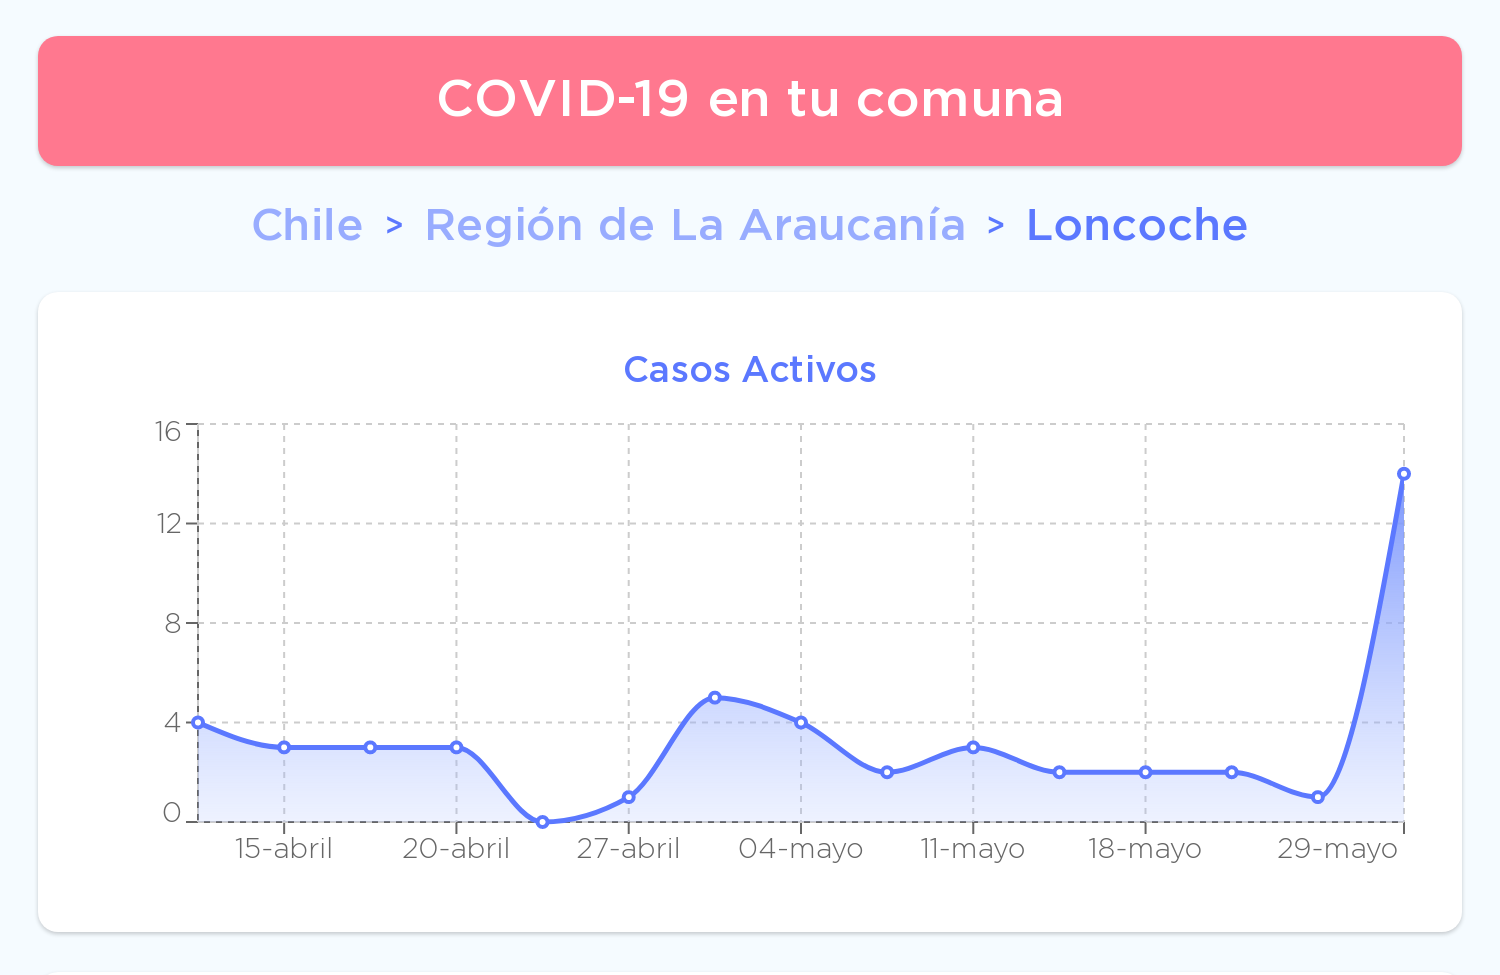 COVID-19 en tu comuna
Chile > Región de La Araucanía > Loncoche
Casos Activos
16
12
8
4
0
15-abril 20-abril 27-abril 04-mayo 11-mayo 18-mayo 29-mayo